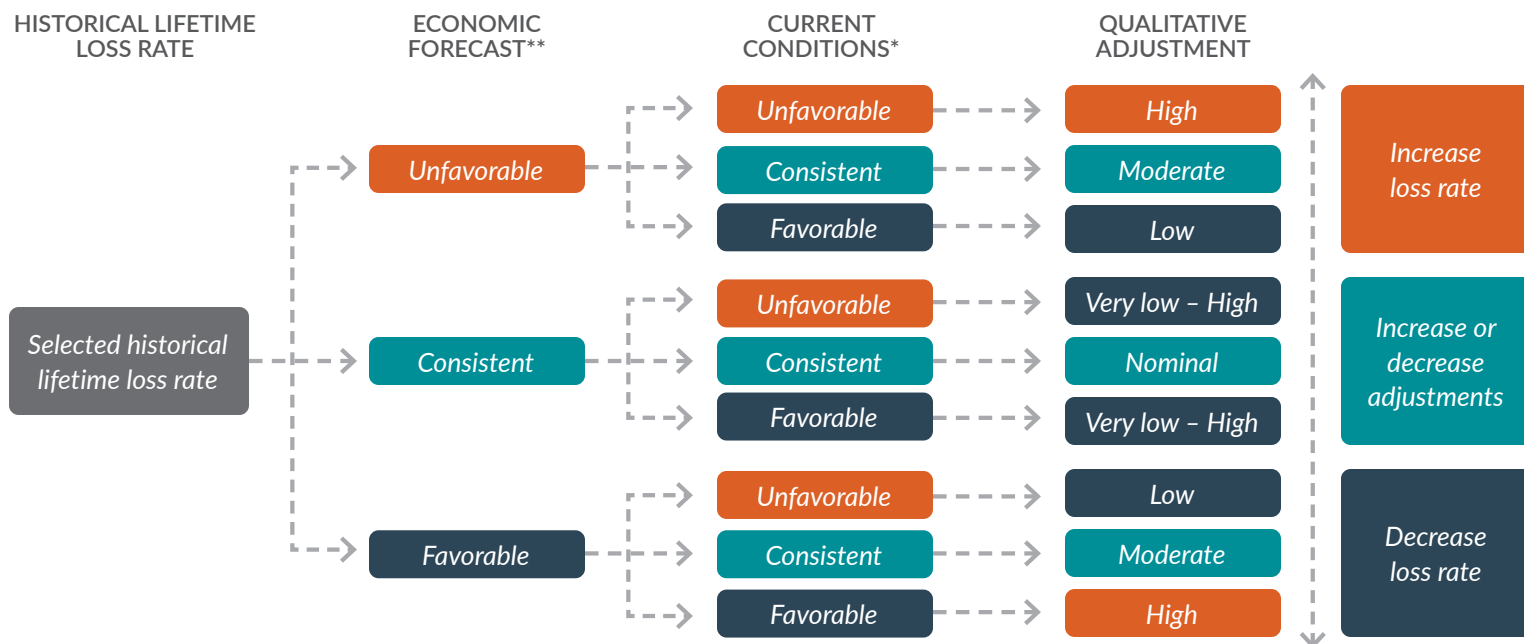 HISTORICAL LIFETIME
LOSS RATE
ECONOMIC
FORECAST**
CURRENT
CONDITIONS*
QUALITATIVE
ADJUSTMENT
Selected historical
lifetime loss rate
Unfavorable
Unfavorable
High
Consistent
Moderate
Favorable
Low
Increase
loss rate
Consistent
Unfavorable
Very low – High
Consistent
Nominal
Favorable
Very low – High
Increase or
decrease
adjustments
Favorable
Unfavorable
Low
Consistent
Moderate
Favorable
High
Decrease
loss rate